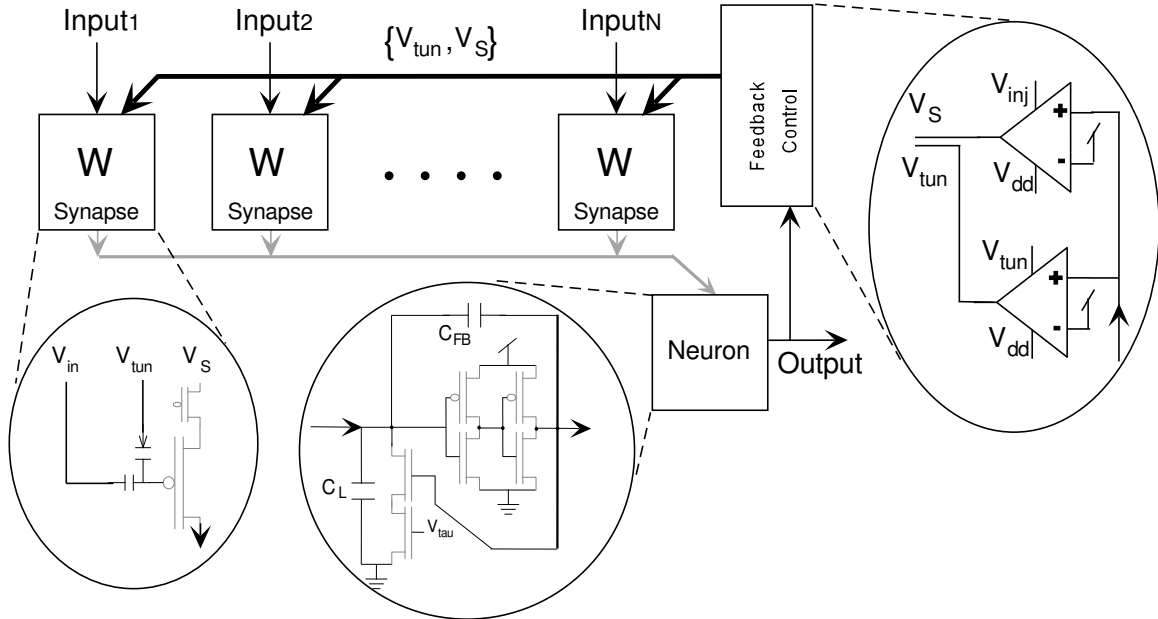 Input1
Input2
InputN
{Vtun, VS}
Feedback
Control
W
Synapse
W
Synapse
W
Synapse
Neuron
Output
Vin
Vtun
VS
CFB
CL
Vtau
VS
Vtun
Vinj
+
-
Vdd
Vtun
+
-
Vdd